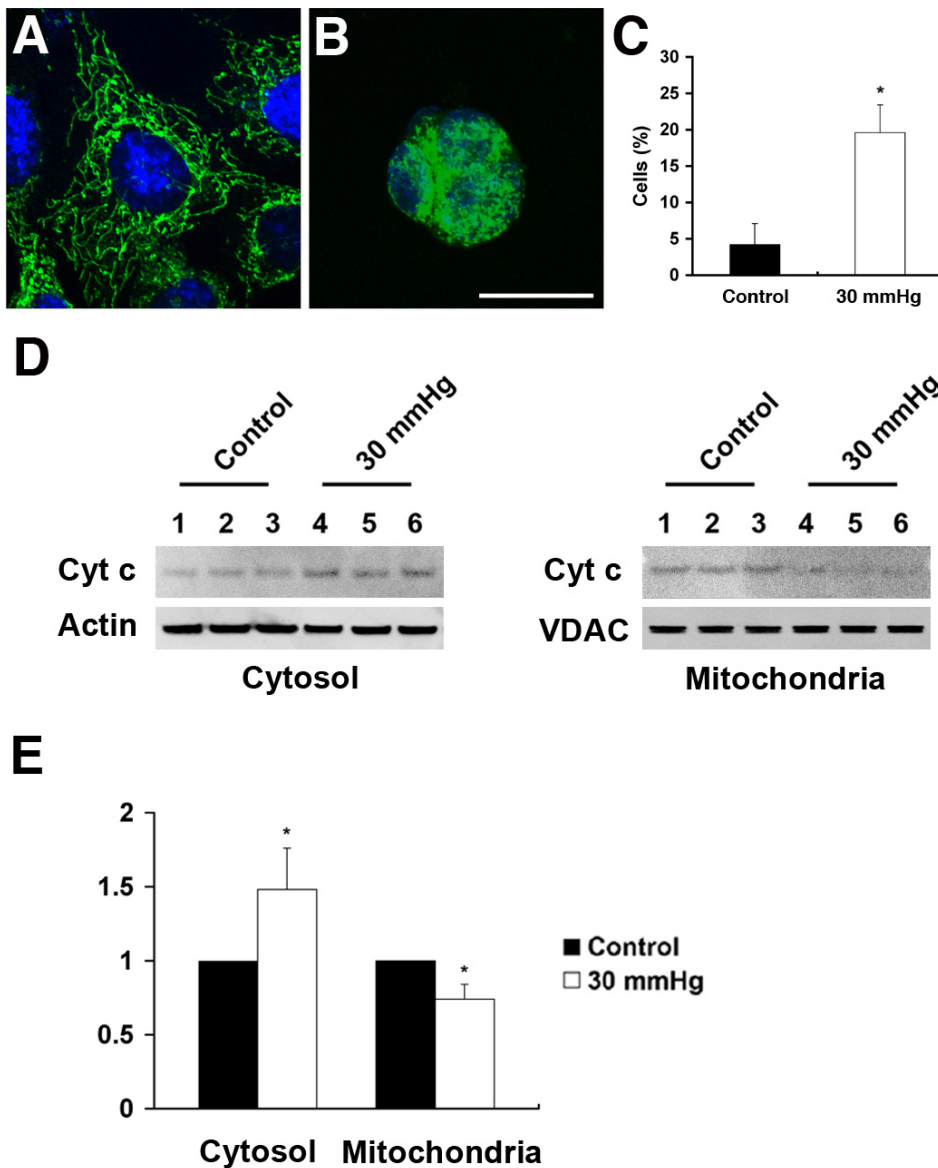 A
B
C
30
25
20
15
10
5
0
Cells (%)
*
Control
30 mmHg
D
Control
30 mmHg
1 2 3 4 5 6
Cyt c
Actin
Cytosol
Control
30 mmHg
1 2 3 4 5 6
Cyt c
VDAC
Mitochondria
E
2
1.5
1
0.5
0
*
*
Cytosol
Mitochondria
Control
30 mmHg